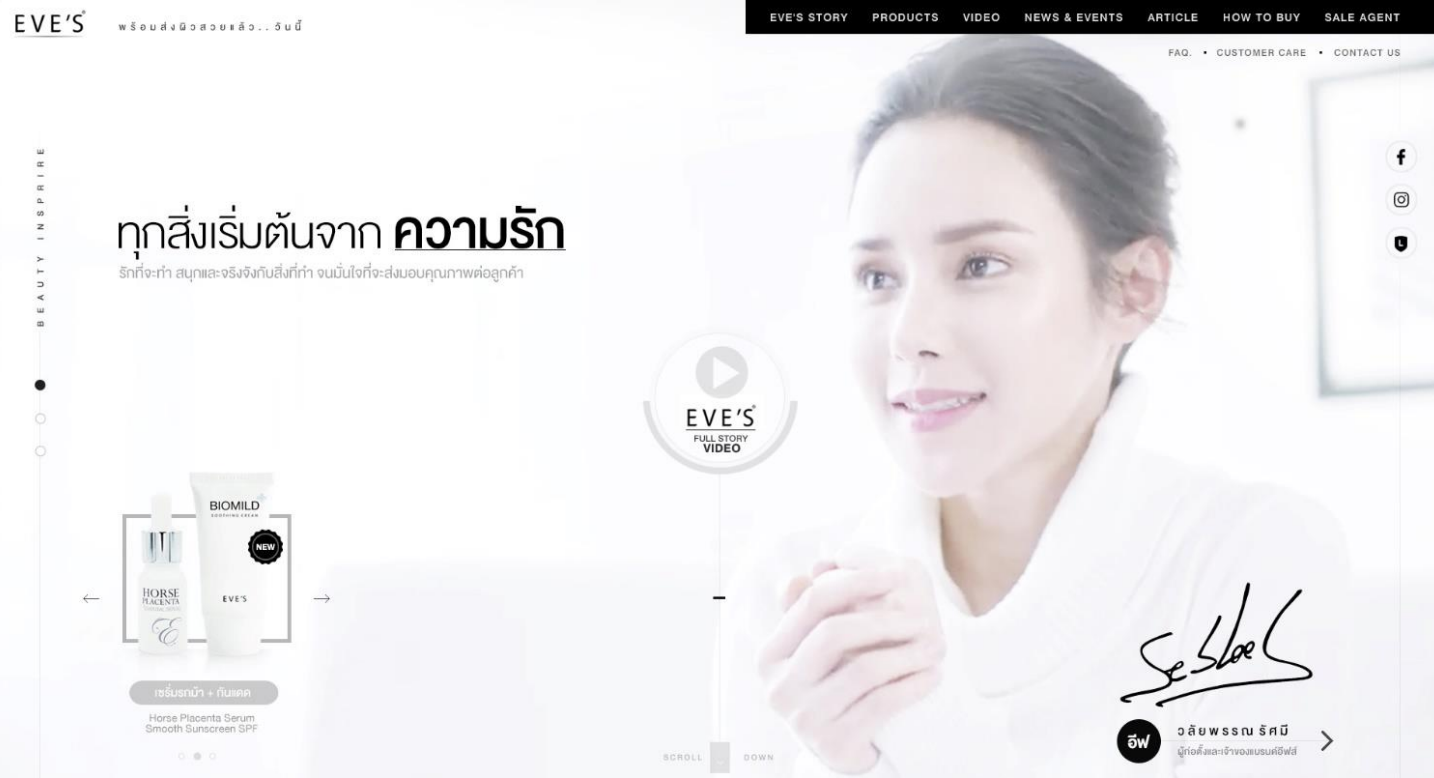 EVE'S®
พร้อมส่งผิวสวยแล้ว.. วันนี้
EVE'S STORY PRODUCTS VIDEO NEWS & EVENTS ARTICLE HOW TO BUY SALE AGENT
FAQ. • CUSTOMER CARE • CONTACT US
BEAUTY INSPRIRE
ทุกสิ่งเริ่มต้นจาก ความรัก
รักที่จะทำ สนุกและจริงจังกับสิ่งที่ทำ จนมั่นใจที่จะส่งมอบคุณภาพต่อลูกค้า
EVE'S®
FULL STORY
VIDEO
BIOMILD
SOOTHING CREAM
NEW
HORSE
PLACENTA
EVE'S
เซรั่มรกม้า + กันแดด
Horse Placenta Serum
Smooth Sunscreen SPF
SCROLL DOWN
อีฟ
วลัยพรรณ รัศมี
ผู้ก่อตั้งและเจ้าของแบรนด์อีฟส์